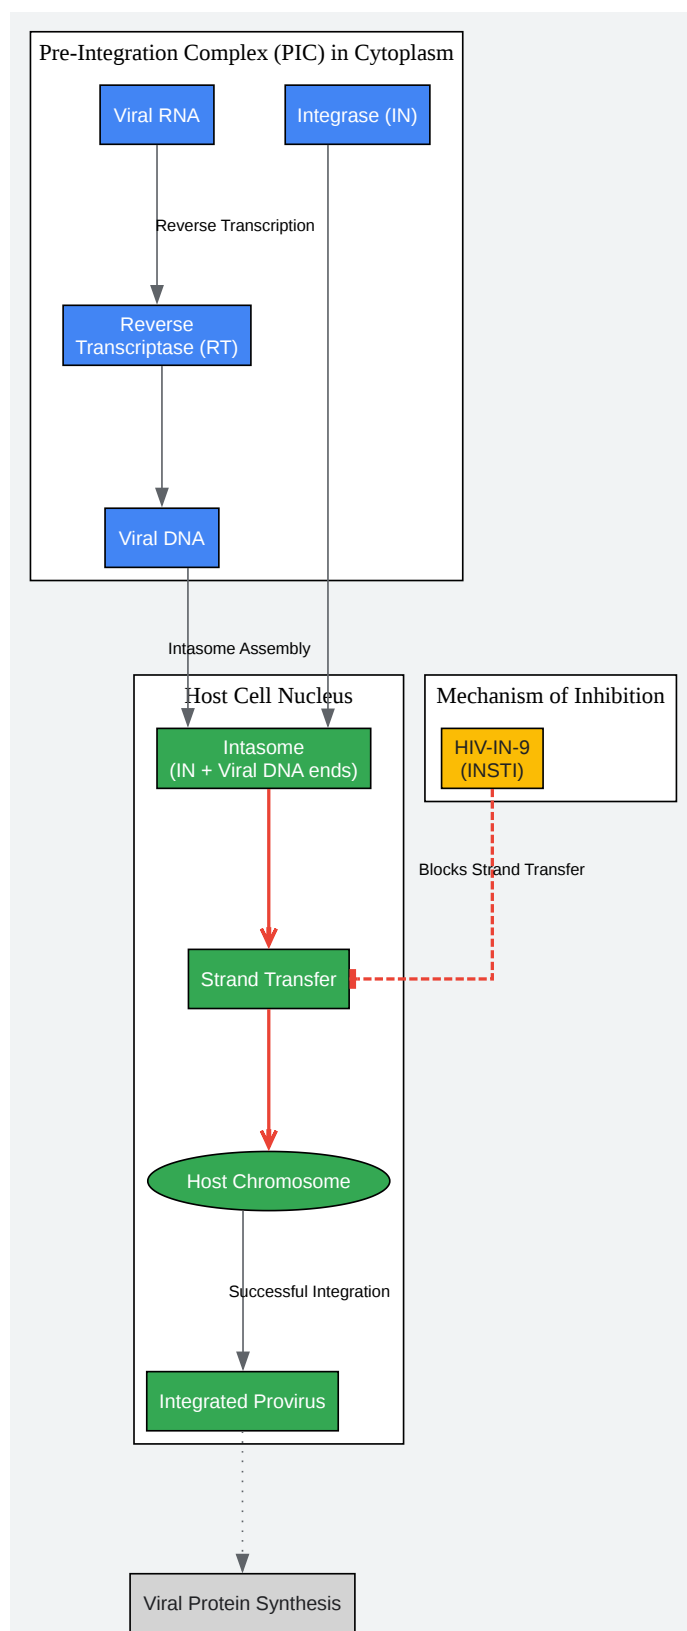 Pre-Integration Complex (PIC) in Cytoplasm
Viral RNA
Integrase (IN)
Reverse Transcription
Reverse
Transcriptase (RT)
Viral DNA
Intasome Assembly
Host Cell Nucleus
Mechanism of Inhibition
Intasome
(IN + Viral DNA ends)
HIV-IN-9
(INSTI)
Blocks Strand Transfer
Strand Transfer
Host Chromosome
Successful Integration
Integrated Provirus
Viral Protein Synthesis